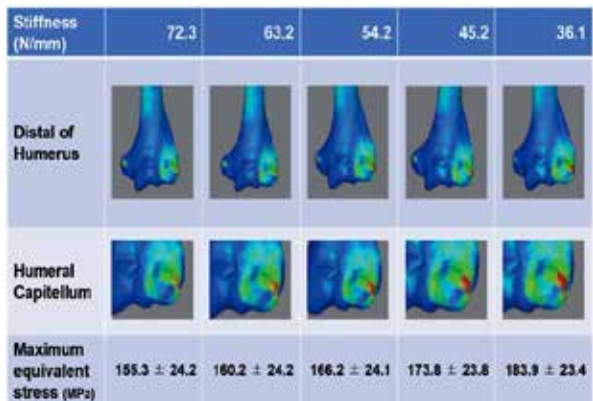 Stiffness
(N/mm) 72.3 63.2 54.2 45.2 36.1
Distal of
Humerus
Humeral
Capitellum
Maximum
equivalent
stress (MPa) 155.3 ± 24.2 160.2 ± 24.2 166.2 ± 24.1 173.8 ± 23.8 183.9 ± 23.4